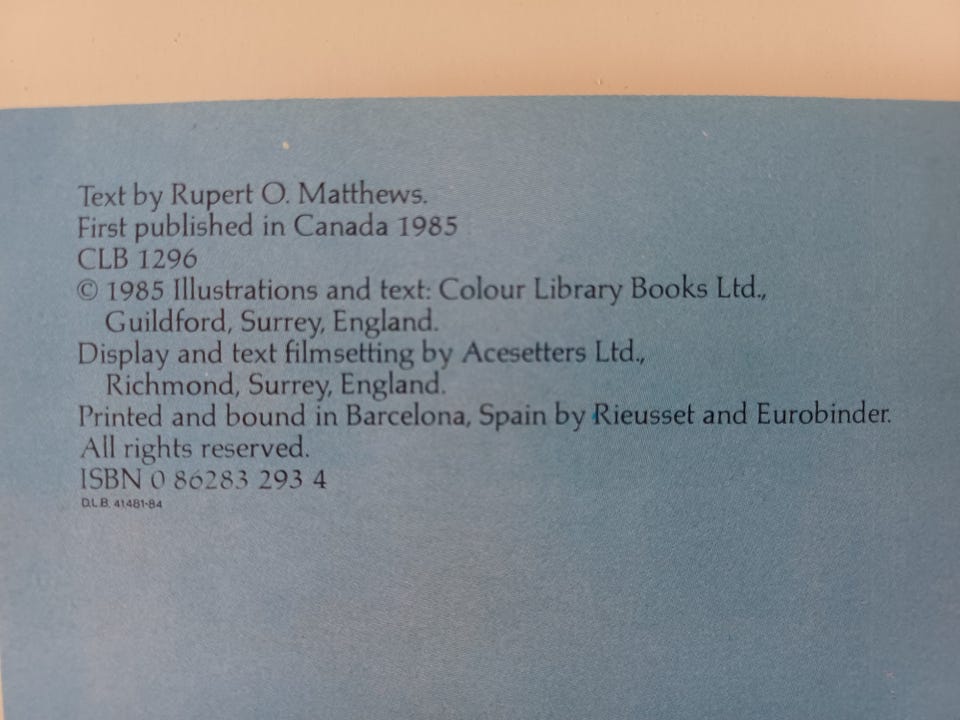 Text by Rupert O. Matthews.
First published in Canada 1985
CLB 1296
© 1985 Illustrations and text: Colour Library Books Ltd.,
Guildford, Surrey, England.
Display and text filmsetting by Acesetters Ltd.,
Richmond, Surrey, England.
Printed and bound in Barcelona, Spain by Rieusset and Eurobinder.
All rights reserved.
ISBN 0 86283 293 4
D.L.B. 41481-84